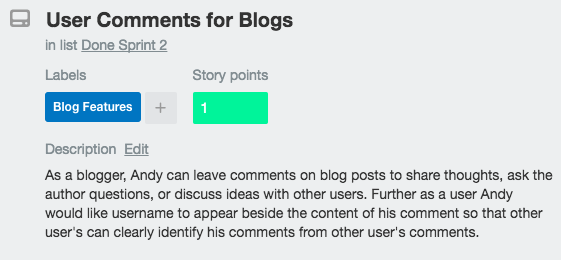 User Comments for Blogs
in list Done Sprint 2
Labels Story points
Blog Features + 1
Description Edit
As a blogger, Andy can leave comments on blog posts to share thoughts, ask the
author questions, or discuss ideas with other users. Further as a user Andy
would like username to appear beside the content of his comment so that other
user's can clearly identify his comments from other user's comments.